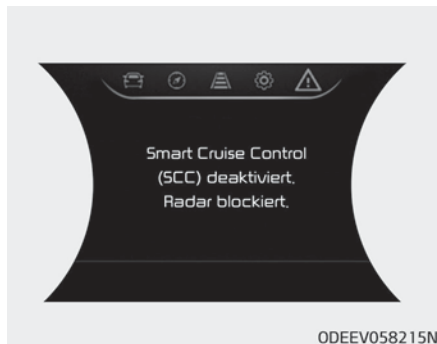 Smart Cruise Control
(SCC) deaktiviert.
Radar blockiert.
ODEEV058215N